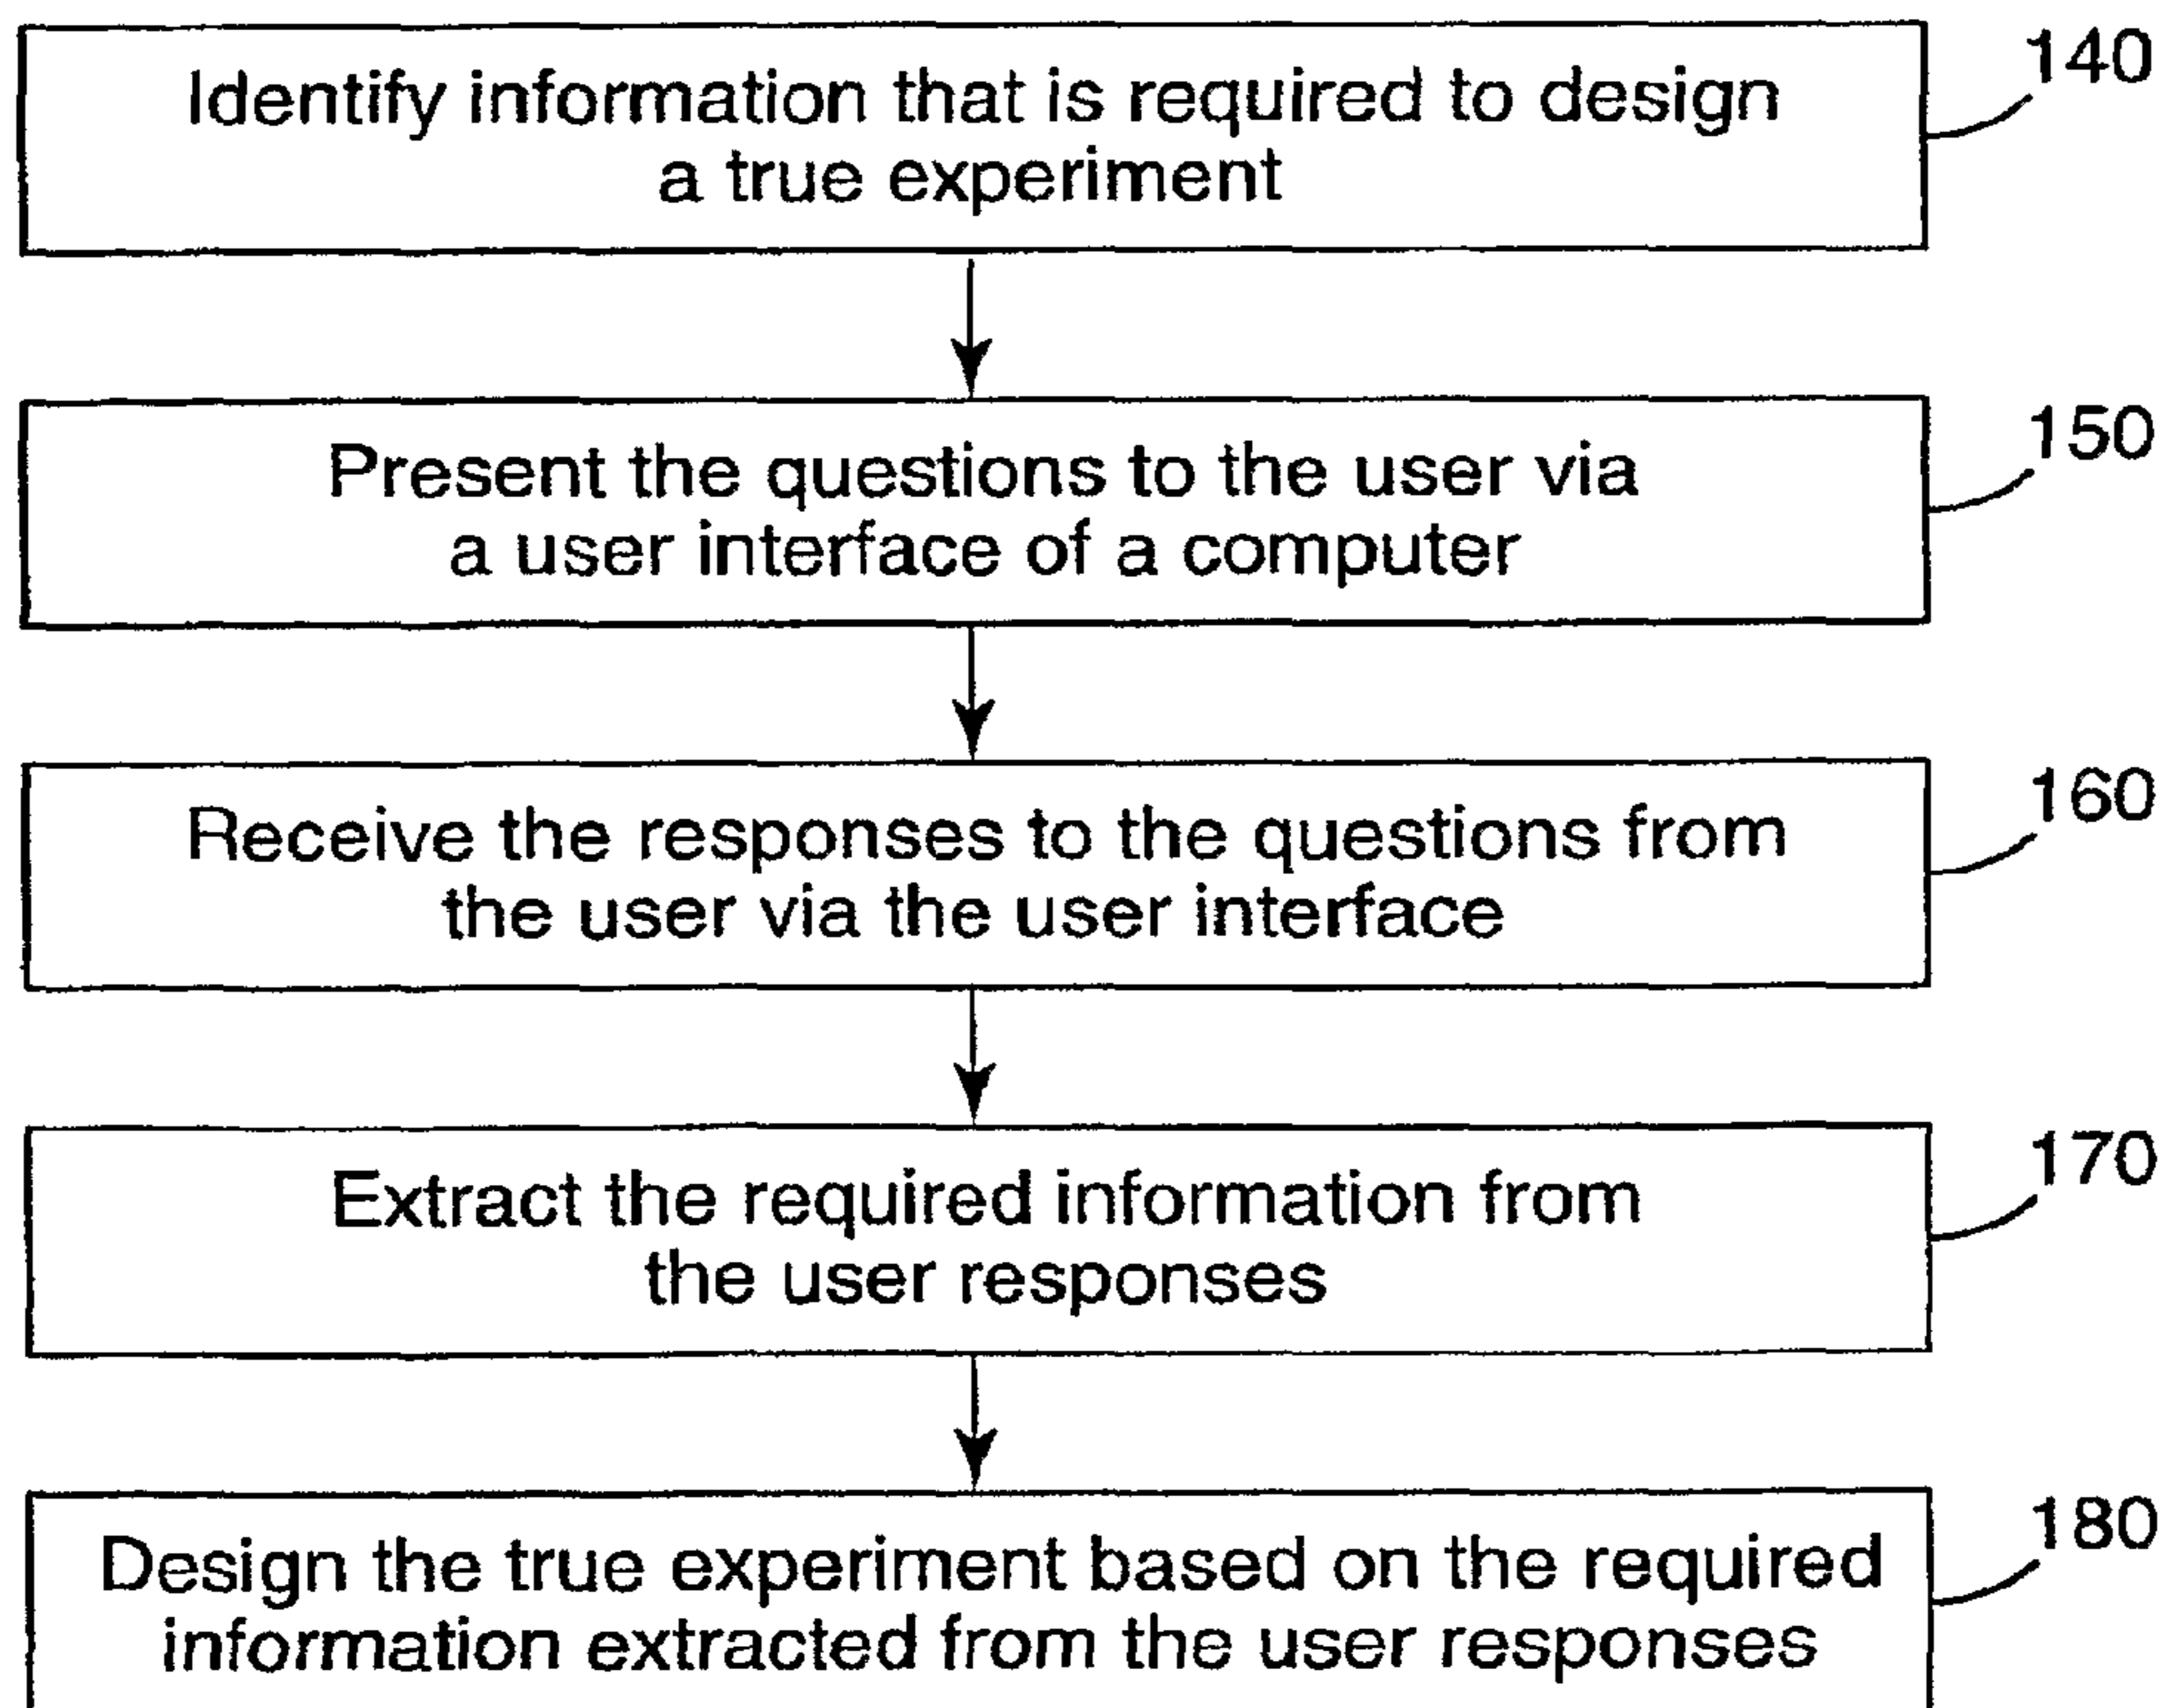 Identify information that is required to design
a true experiment
140
Present the questions to the user via
a user interface of a computer
150
Receive the responses to the questions from
the user via the user interface
160
Extract the required information from
the user responses
170
Design the true experiment based on the required
information extracted from the user responses
180